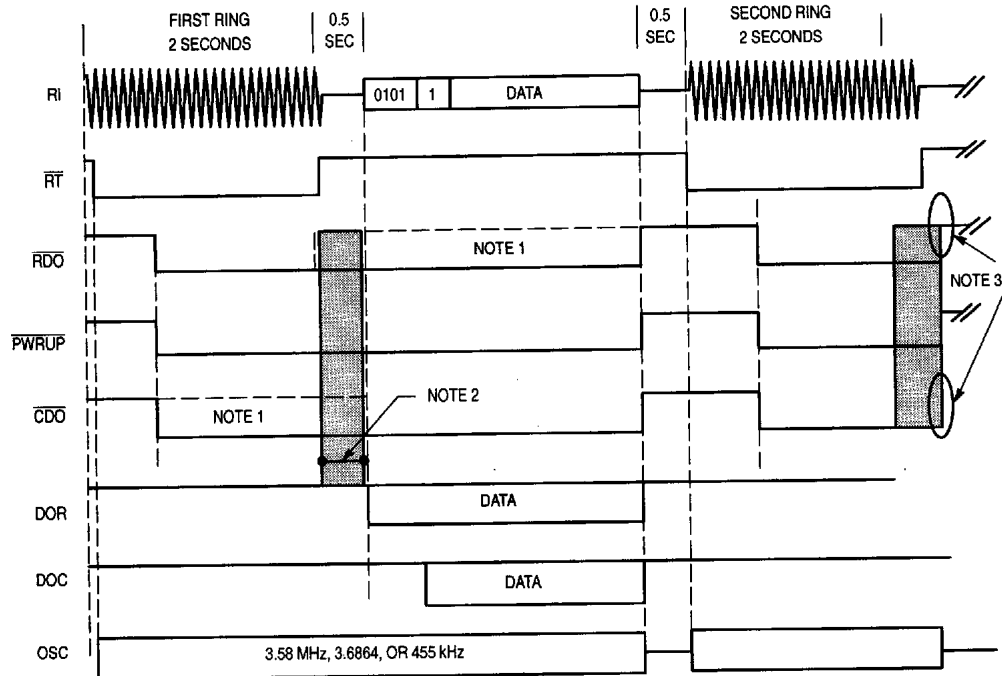 FIRST RING
2 SECONDS
0.5
SEC
0.5
SEC
SECOND RING
2 SECONDS
RI
0101
1
DATA
RT
RDO
NOTE 1
NOTE 3
PWRUP
CDO
NOTE 1
NOTE 2
DOR
DATA
DOC
DATA
OSC
3.58 MHz, 3.6864, OR 455 kHz